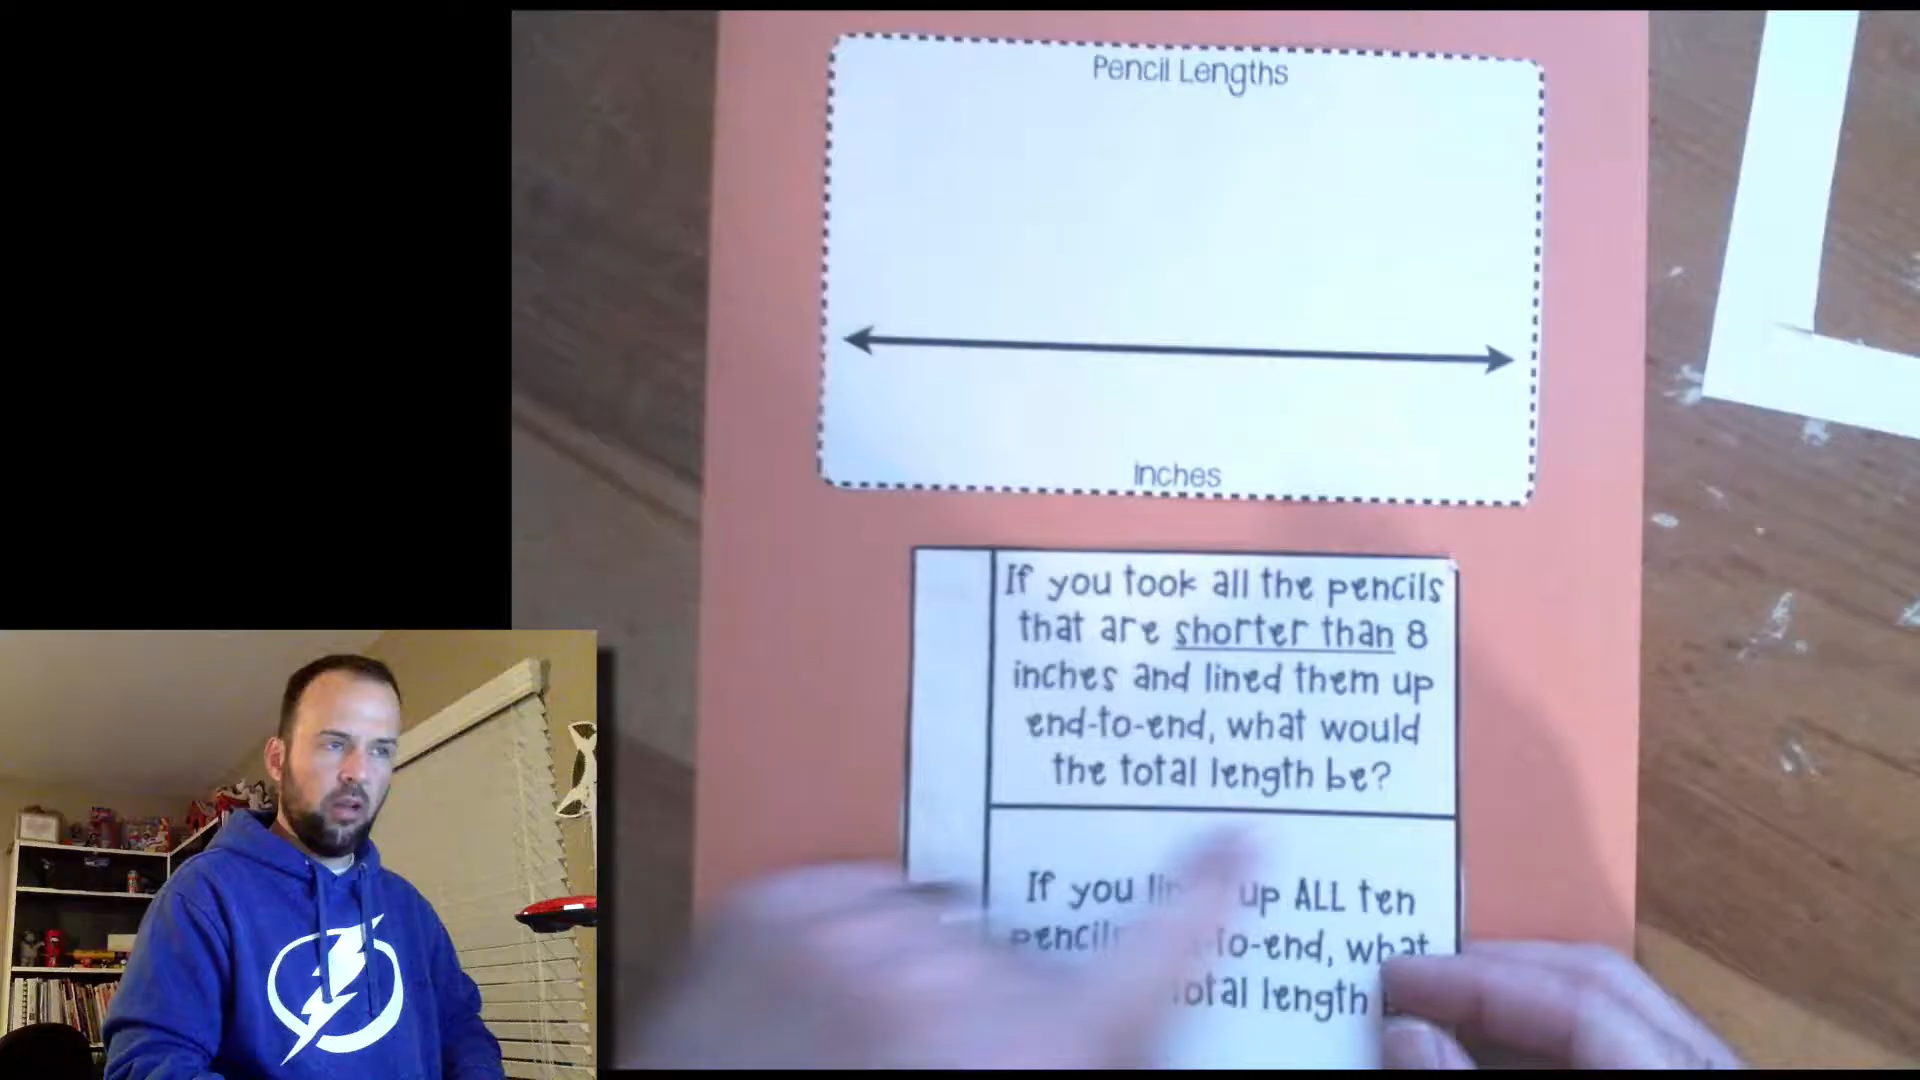 Pencil Lengths
Inches
If you took all the pencils
that are shorter than 8
inches and lined them up
end-to-end, what would
the total length be?
If you up ALL ten
-to-end, what
total length